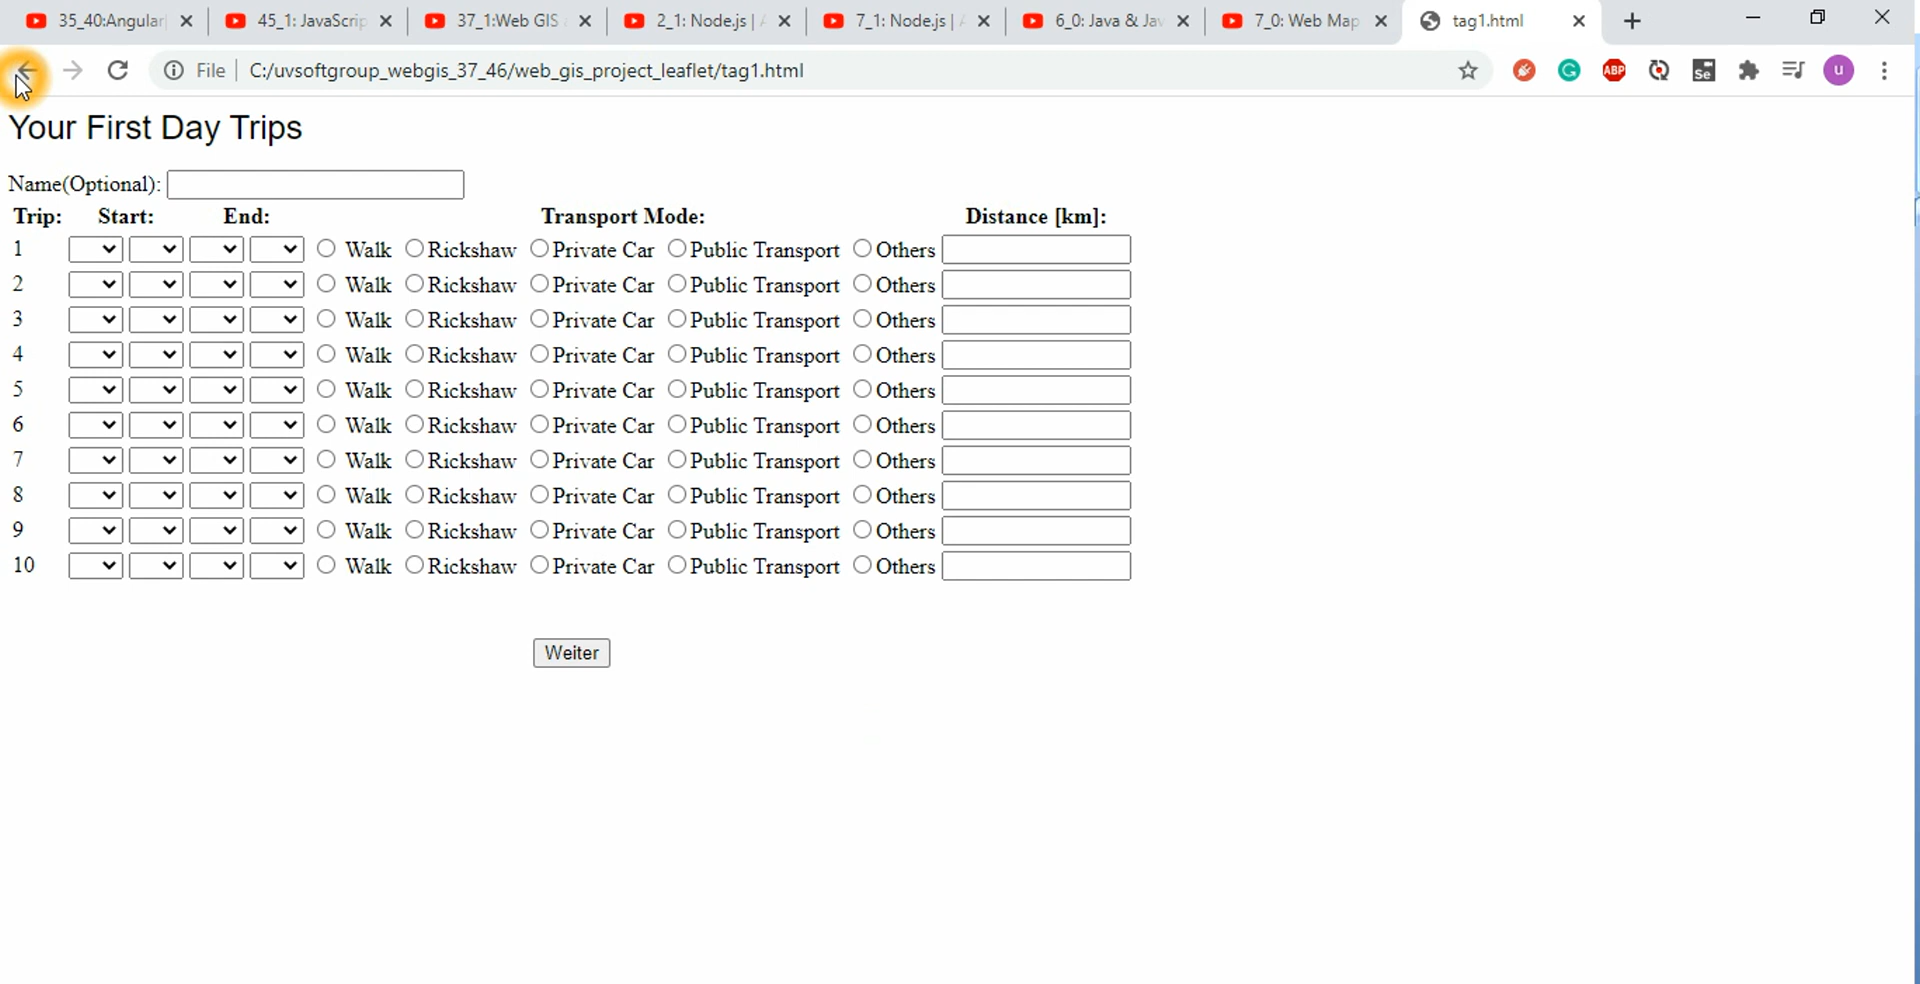 35_40:Angular 45_1: JavaScrip 37_1:Web GIS 2_1: Node.js | 7_1: Node.js | 6_0: Java & Jav 7_0: Web Map tag1.html
File C:/uvsoftgroup_webgis_37_46/web_gis_project_leaflet/tag1.html ABP Se u
Your First Day Trips
Name(Optional):
Trip: Start: End: Transport Mode: Distance [km]:
1 Walk Rickshaw Private Car Public Transport Others
2 Walk Rickshaw Private Car Public Transport Others
3 Walk Rickshaw Private Car Public Transport Others
4 Walk Rickshaw Private Car Public Transport Others
5 Walk Rickshaw Private Car Public Transport Others
6 Walk Rickshaw Private Car Public Transport Others
7 Walk Rickshaw Private Car Public Transport Others
8 Walk Rickshaw Private Car Public Transport Others
9 Walk Rickshaw Private Car Public Transport Others
10 Walk Rickshaw Private Car Public Transport Others
Weiter